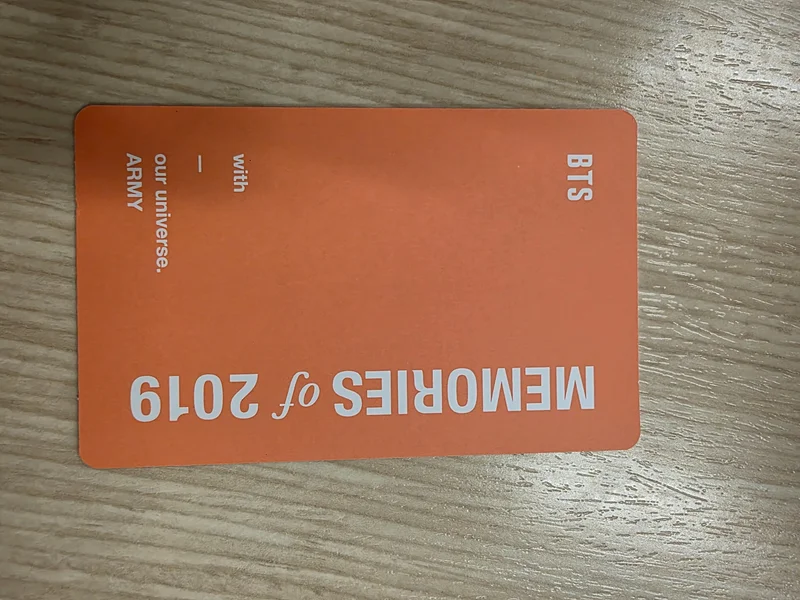 BTS
MEMORIES of 2019
with
—
our universe.
ARMY